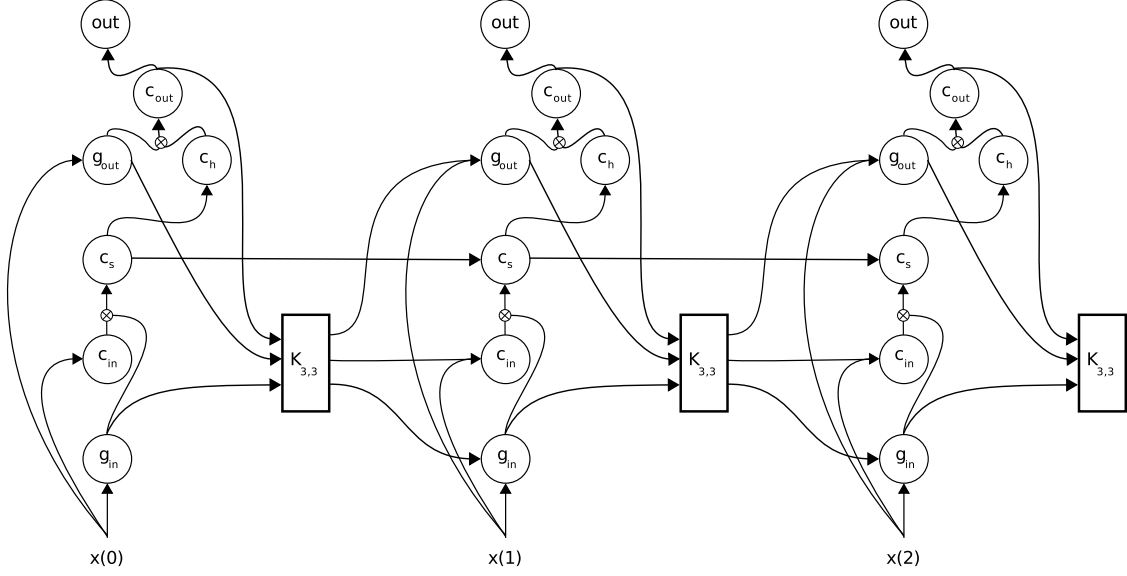 out out out
c_out c_out c_out
g_out c_h g_out c_h g_out c_h
c_s c_s c_s
c_in K_3,3 c_in K_3,3 c_in K_3,3
g_in g_in g_in
x(0) x(1) x(2)